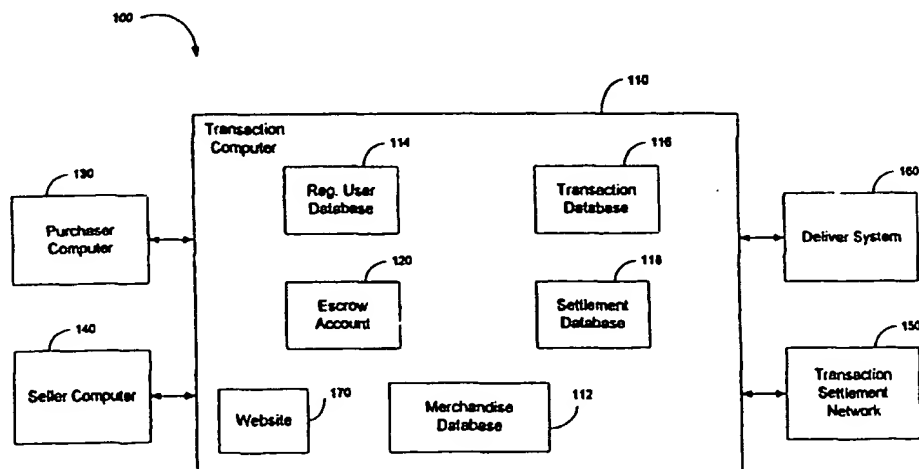 100
110
Transaction
Computer
114
Reg. User
Database
116
Transaction
Database
130
Purchaser
Computer
160
Deliver System
120
Escrow
Account
118
Settlement
Database
140
Seller Computer
150
Transaction
Settlement
Network
170
Website
Merchandise
Database
112